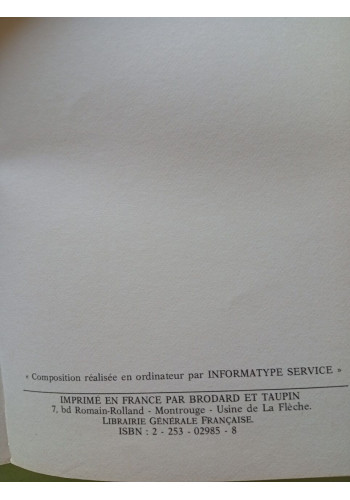 « Composition réalisée en ordinateur par INFORMATYPE SERVICE »
IMPRIMÉ EN FRANCE PAR BRODARD ET TAUPIN
7, bd Romain-Rolland - Montrouge - Usine de La Flèche.
LIBRAIRIE GÉNÉRALE FRANÇAISE.
ISBN : 2 - 253 - 02985 - 8